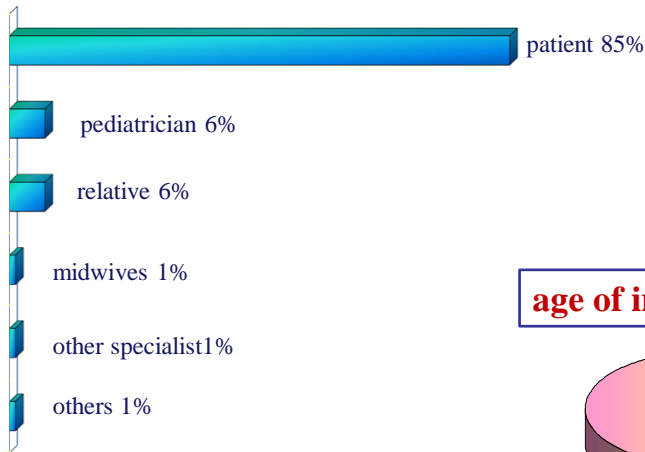 patient 85%
pediatrician 6%
relative 6%
midwives 1%
other specialist1%
others 1%
age of